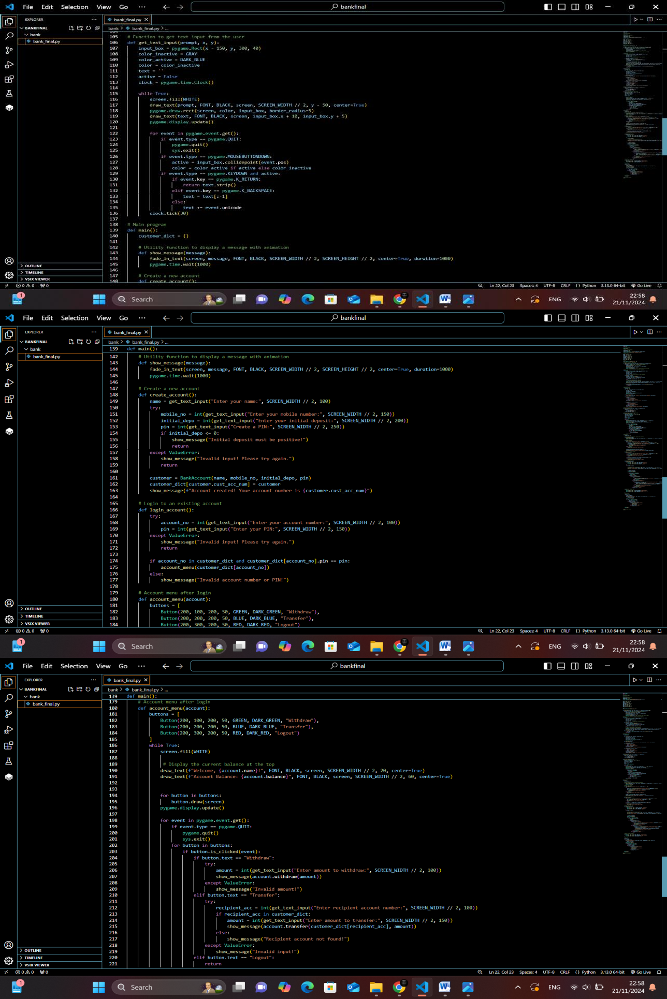 File Edit Selection View Go ··· bankfinal
EXPLORER ···
BANKFINAL
bank
bank_final.py
OUTLINE
TIMELINE
VSIX VIEWER
bank_final.py
bank > bank_final.py > ...
105 # Function to get text input from the user
106 def get_text_input(prompt, x, y):
107 input_box = pygame.Rect(x - 150, y, 300, 40)
108 color_inactive = GRAY
109 color_active = DARK_BLUE
110 color = color_inactive
111 text = ''
112 active = False
113 clock = pygame.time.Clock()
114
115 while True:
116 screen.fill(WHITE)
117 draw_text(prompt, FONT, BLACK, screen, SCREEN_WIDTH // 2, y - 50, center=True)
118 pygame.draw.rect(screen, color, input_box, border_radius=5)
119 draw_text(text, FONT, BLACK, screen, input_box.x + 10, input_box.y + 5)
120 pygame.display.update()
121
122 for event in pygame.event.get():
123 if event.type == pygame.QUIT:
124 pygame.quit()
125 sys.exit()
126 if event.type == pygame.MOUSEBUTTONDOWN:
127 active = input_box.collidepoint(event.pos)
128 color = color_active if active else color_inactive
129 if event.type == pygame.KEYDOWN and active:
130 if event.key == pygame.K_RETURN:
131 return text.strip()
132 elif event.key == pygame.K_BACKSPACE:
133 text = text[:-1]
134 else:
135 text += event.unicode
136 clock.tick(30)
137
138 # Main program
139 def main():
140 customer_dict = {}
141
142 # Utility function to display a message with animation
143 def show_message(message):
144 fade_in_text(screen, message, FONT, BLACK, SCREEN_WIDTH // 2, SCREEN_HEIGHT // 2, center=True, duration=1000)
145 pygame.time.wait(1000)
146
147 # Create a new account
148 def create_account():
0 0 0 Ln 22, Col 23 Spaces: 4 UTF-8 CRLF {} Python 3.13.0 64-bit Go Live
1 Search ENG 22:58
21/11/2024
File Edit Selection View Go ··· bankfinal
EXPLORER ···
BANKFINAL
bank
bank_final.py
OUTLINE
TIMELINE
VSIX VIEWER
bank_final.py
bank > bank_final.py > ...
139 def main():
142 # Utility function to display a message with animation
143 def show_message(message):
144 fade_in_text(screen, message, FONT, BLACK, SCREEN_WIDTH // 2, SCREEN_HEIGHT // 2, center=True, duration=1000)
145 pygame.time.wait(1000)
146
147 # Create a new account
148 def create_account():
149 name = get_text_input("Enter your name:", SCREEN_WIDTH // 2, 100)
150 try:
151 mobile_no = int(get_text_input("Enter your mobile number:", SCREEN_WIDTH // 2, 150))
152 initial_depo = int(get_text_input("Enter your initial deposit:", SCREEN_WIDTH // 2, 200))
153 pin = int(get_text_input("Create a PIN:", SCREEN_WIDTH // 2, 250))
154 if initial_depo <= 0:
155 show_message("Initial deposit must be positive!")
156 return
157 except ValueError:
158 show_message("Invalid input! Please try again.")
159 return
160
161 customer = BankAccount(name, mobile_no, initial_depo, pin)
162 customer_dict[customer.cust_acc_num] = customer
163 show_message(f"Account created! Your account number is {customer.cust_acc_num}")
164
165 # Login to an existing account
166 def login_account():
167 try:
168 account_no = int(get_text_input("Enter your account number:", SCREEN_WIDTH // 2, 100))
169 pin = int(get_text_input("Enter your PIN:", SCREEN_WIDTH // 2, 150))
170 except ValueError:
171 show_message("Invalid input! Please try again.")
172 return
173
174 if account_no in customer_dict and customer_dict[account_no].pin == pin:
175 account_menu(customer_dict[account_no])
176 else:
177 show_message("Invalid account number or PIN!")
178
179 # Account menu after login
180 def account_menu(account):
181 buttons = [
182 Button(200, 100, 200, 50, GREEN, DARK_GREEN, "Withdraw"),
183 Button(200, 200, 200, 50, BLUE, DARK_BLUE, "Transfer"),
184 Button(200, 300, 200, 50, RED, DARK_RED, "Logout")
0 0 0 Ln 22, Col 23 Spaces: 4 UTF-8 CRLF {} Python 3.13.0 64-bit Go Live
1 Search ENG 22:58
21/11/2024
File Edit Selection View Go ··· bankfinal
EXPLORER ···
BANKFINAL
bank
bank_final.py
OUTLINE
TIMELINE
VSIX VIEWER
bank_final.py
bank > bank_final.py > ...
139 def main():
179 # Account menu after login
180 def account_menu(account):
181 buttons = [
182 Button(200, 100, 200, 50, GREEN, DARK_GREEN, "Withdraw"),
183 Button(200, 200, 200, 50, BLUE, DARK_BLUE, "Transfer"),
184 Button(200, 300, 200, 50, RED, DARK_RED, "Logout")
185 ]
186 while True:
187 screen.fill(WHITE)
188
189 # Display the current balance at the top
190 draw_text(f"Welcome, {account.name}!", FONT, BLACK, screen, SCREEN_WIDTH // 2, 20, center=True)
191 draw_text(f"Account Balance: {account.balance}", FONT, BLACK, screen, SCREEN_WIDTH // 2, 60, center=True)
192
193
194 for button in buttons:
195 button.draw(screen)
196 pygame.display.update()
197
198 for event in pygame.event.get():
199 if event.type == pygame.QUIT:
200 pygame.quit()
201 sys.exit()
202 for button in buttons:
203 if button.is_clicked(event):
204 if button.text == "Withdraw":
205 try:
206 amount = int(get_text_input("Enter amount to withdraw:", SCREEN_WIDTH // 2, 100))
207 show_message(account.withdraw(amount))
208 except ValueError:
209 show_message("Invalid amount!")
210 elif button.text == "Transfer":
211 try:
212 recipient_acc = int(get_text_input("Enter recipient account number:", SCREEN_WIDTH // 2, 100))
213 if recipient_acc in customer_dict:
214 amount = int(get_text_input("Enter amount to transfer:", SCREEN_WIDTH // 2, 150))
215 show_message(account.transfer(customer_dict[recipient_acc], amount))
216 else:
217 show_message("Recipient account not found!")
218 except ValueError:
219 show_message("Invalid input!")
220 elif button.text == "Logout":
221 return
0 0 0 Ln 22, Col 23 Spaces: 4 UTF-8 CRLF {} Python 3.13.0 64-bit Go Live
1 Search ENG 22:58
21/11/2024